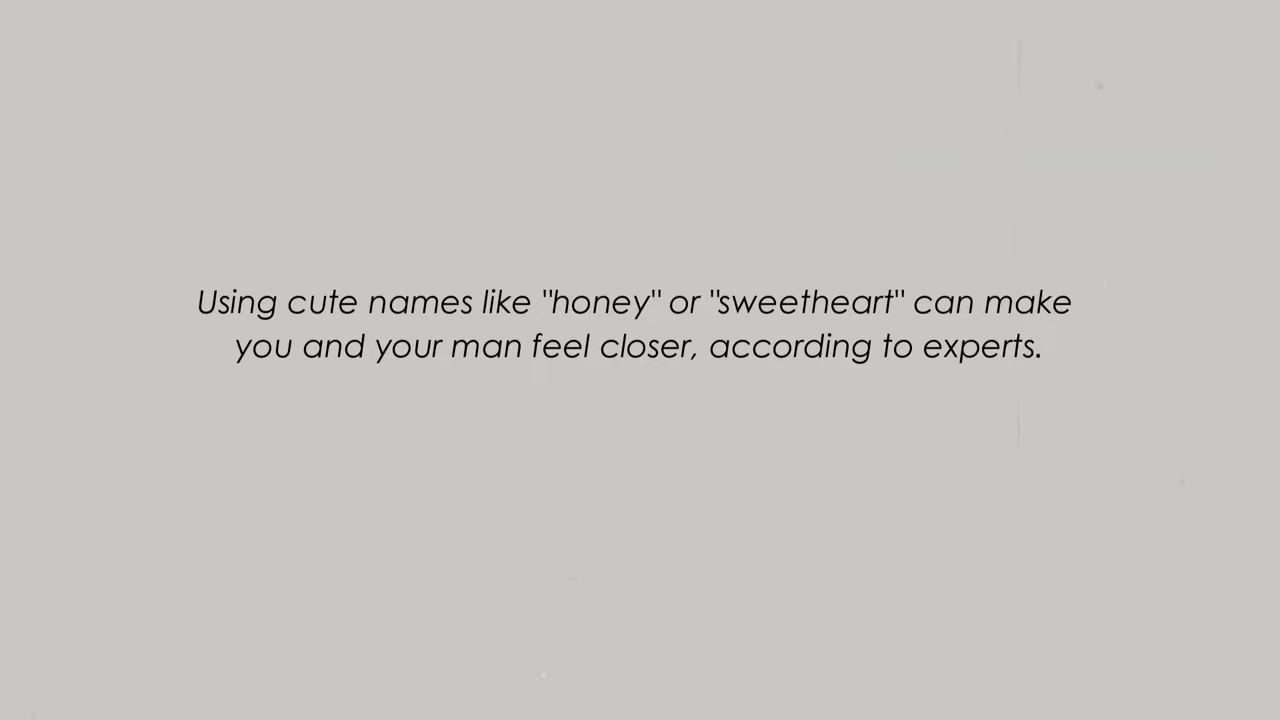 Using cute names like "honey" or "sweetheart" can make
you and your man feel closer, according to experts.